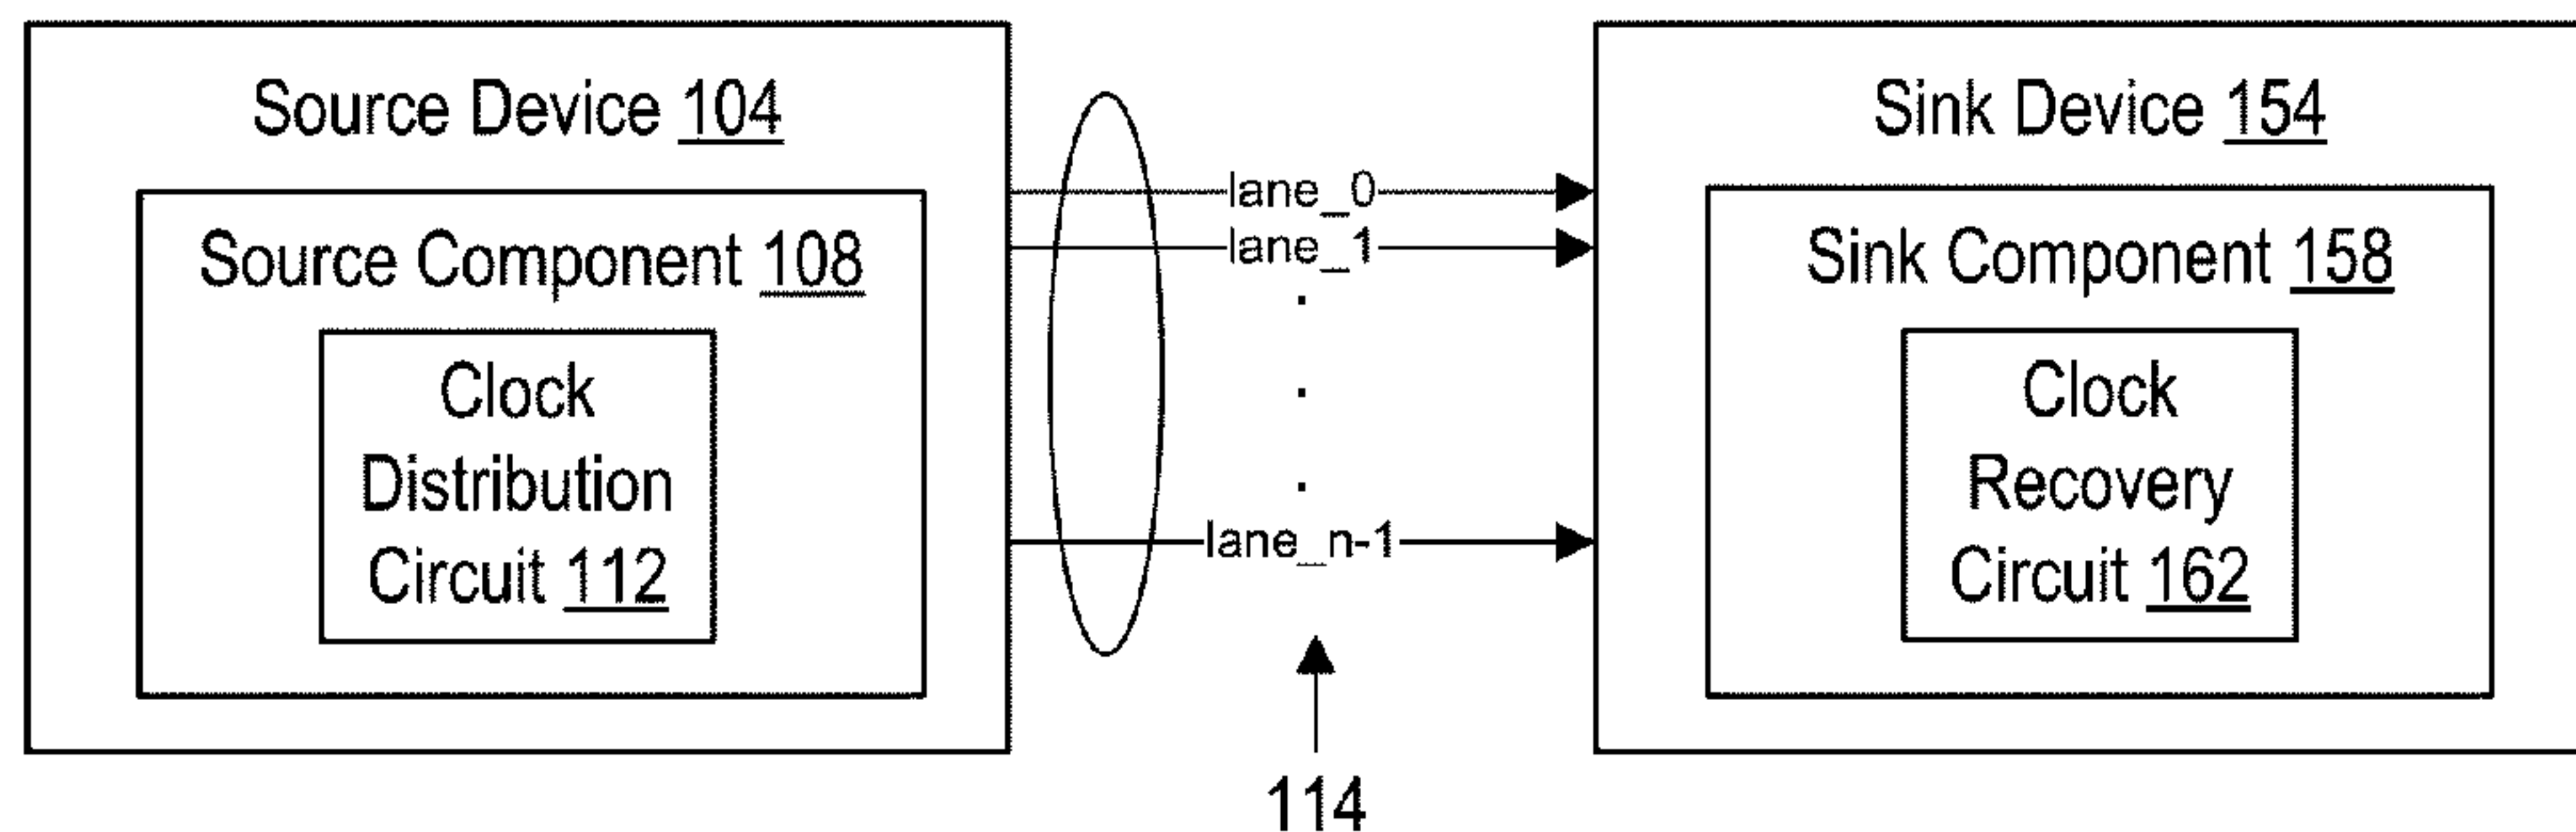 Source Device 104
Source Component 108
Clock
Distribution
Circuit 112
lane_0
lane_1
lane_n-1
114
Sink Device 154
Sink Component 158
Clock
Recovery
Circuit 162